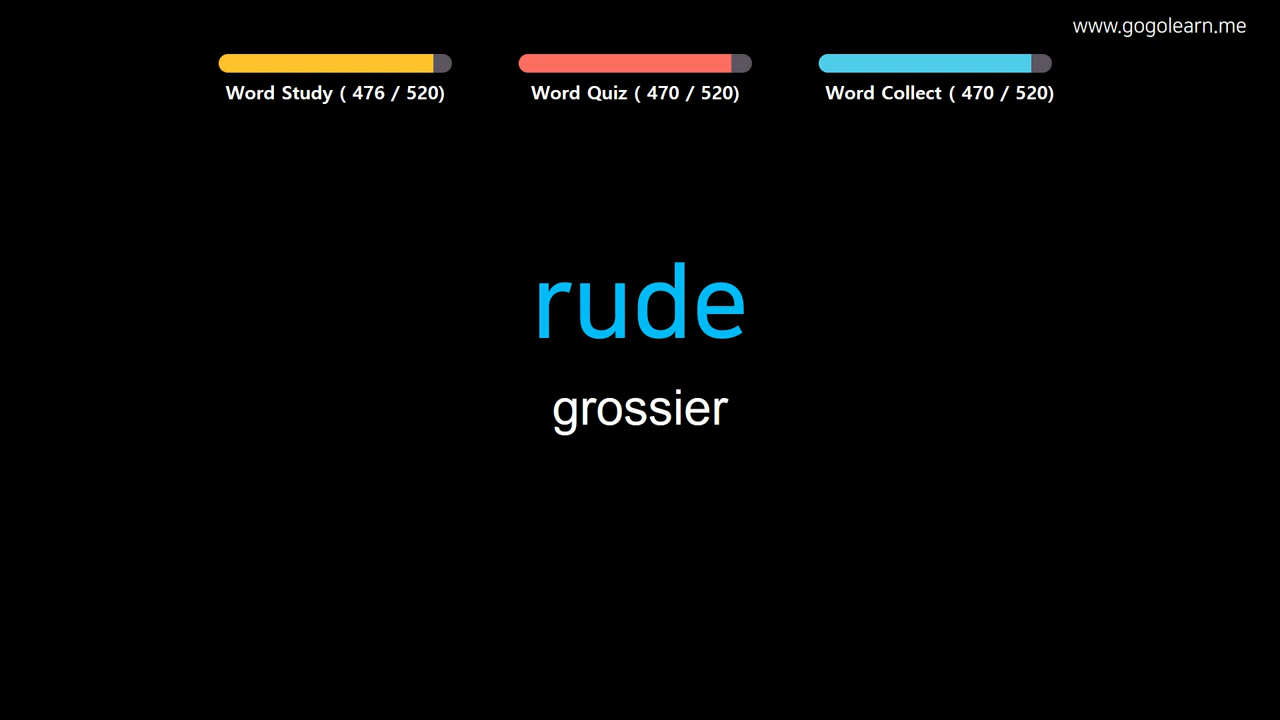 www.gogolearn.me
Word Study ( 476 / 520)
Word Quiz ( 470 / 520)
Word Collect ( 470 / 520)
rude
grossier